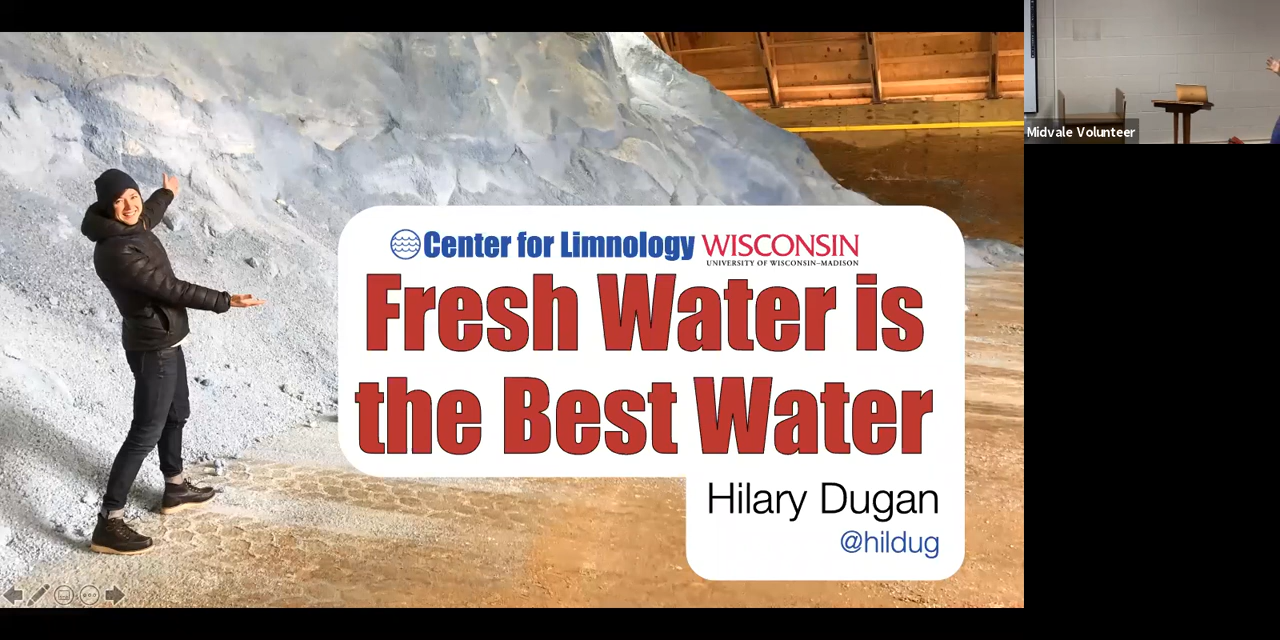 Center for Limnology WISCONSIN
UNIVERSITY OF WISCONSIN–MADISON
Fresh Water is
the Best Water
Hilary Dugan
@hildug
Midvale Volunteer